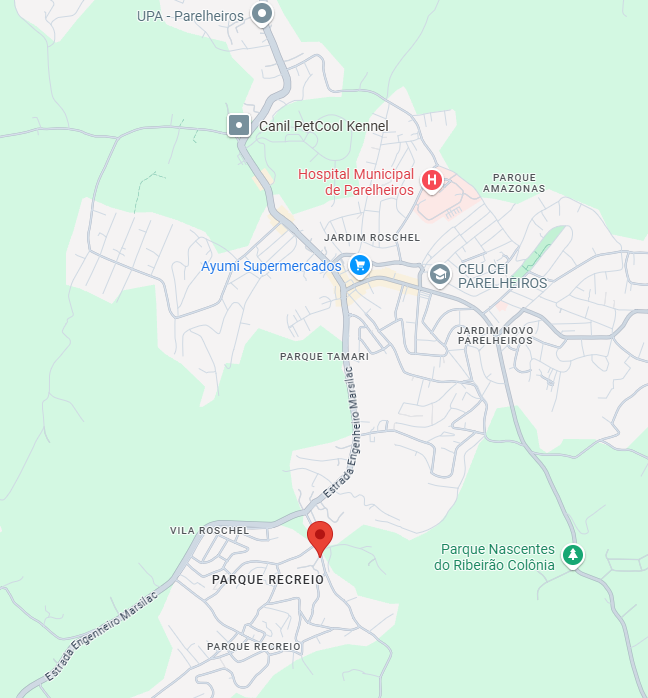 UPA - Parelheiros
Canil PetCool Kennel
Hospital Municipal
de Parelheiros
H
PARQUE
AMAZONAS
JARDIM ROSCHEL
Ayumi Supermercados
CEU CEI
PARELHEIROS
JARDIM NOVO
PARELHEIROS
PARQUE TAMARI
Estrada Engenheiro Marsilac
VILA ROSCHEL
Parque Nascentes
do Ribeirão Colônia
PARQUE RECREIO
Estrada Engenheiro Marsilac
PARQUE RECREIO